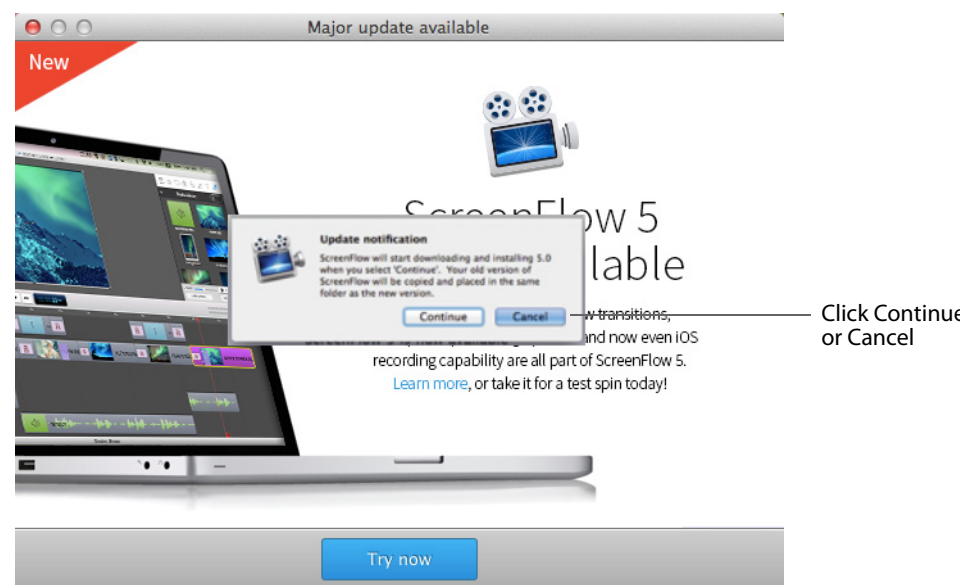 Major update available
New
ScreenFlow 5
lable
Update notification
ScreenFlow will start downloading and installing 5.0
when you select 'Continue'. Your old version of
ScreenFlow will be copied and placed in the same
folder as the new version.
Continue Cancel
w transitions,
and now even iOS
recording capability are all part of ScreenFlow 5.
Learn more, or take it for a test spin today!
Click Continue
or Cancel
Try now